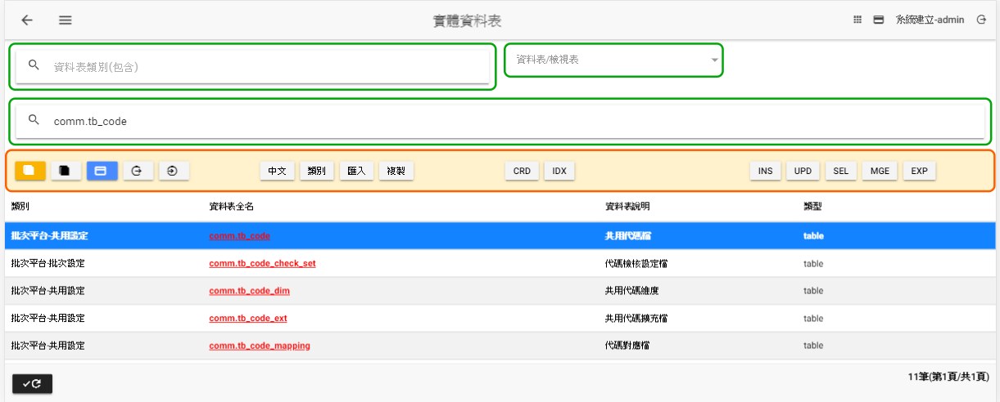 實體資料表
系統建立-admin
資料表類別(包含)
資料表/檢視表
comm.tb_code
中文 類別 匯入 複製 CRD IDX INS UPD SEL MGE EXP
類別 資料表全名 資料表說明 類型
批次平台-共用設定 comm.tb_code 共用代碼檔 table
批次平台-批次設定 comm.tb_code_check_set 代碼檢核設定檔 table
批次平台-共用設定 comm.tb_code_dim 共用代碼維度 table
批次平台-共用設定 comm.tb_code_ext 共用代碼擴充檔 table
批次平台-共用設定 comm.tb_code_mapping 代碼對應檔 table
11筆(第1頁/共1頁)